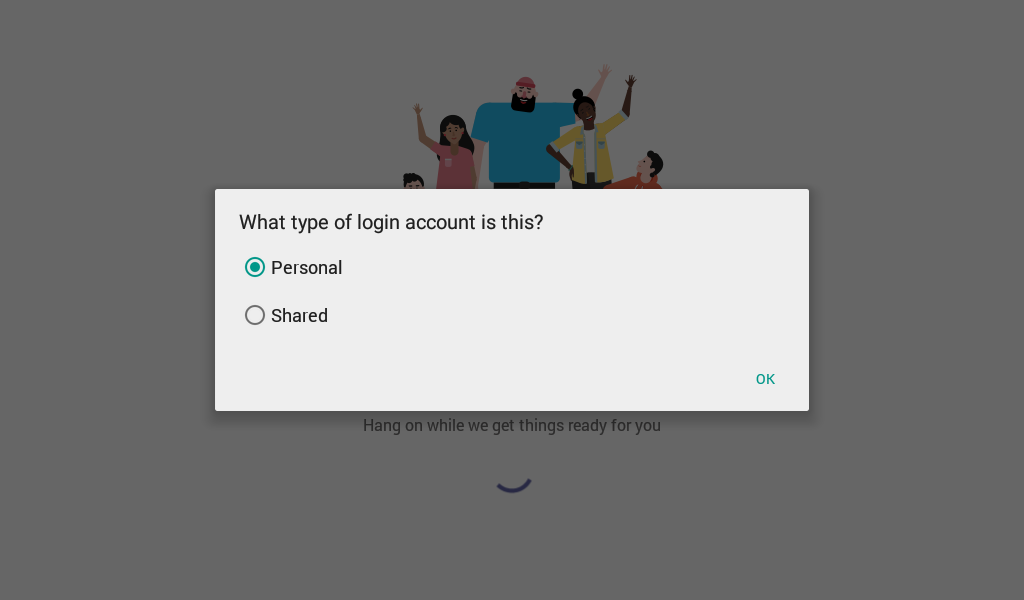 What type of login account is this?
Personal
Shared
OK
Hang on while we get things ready for you